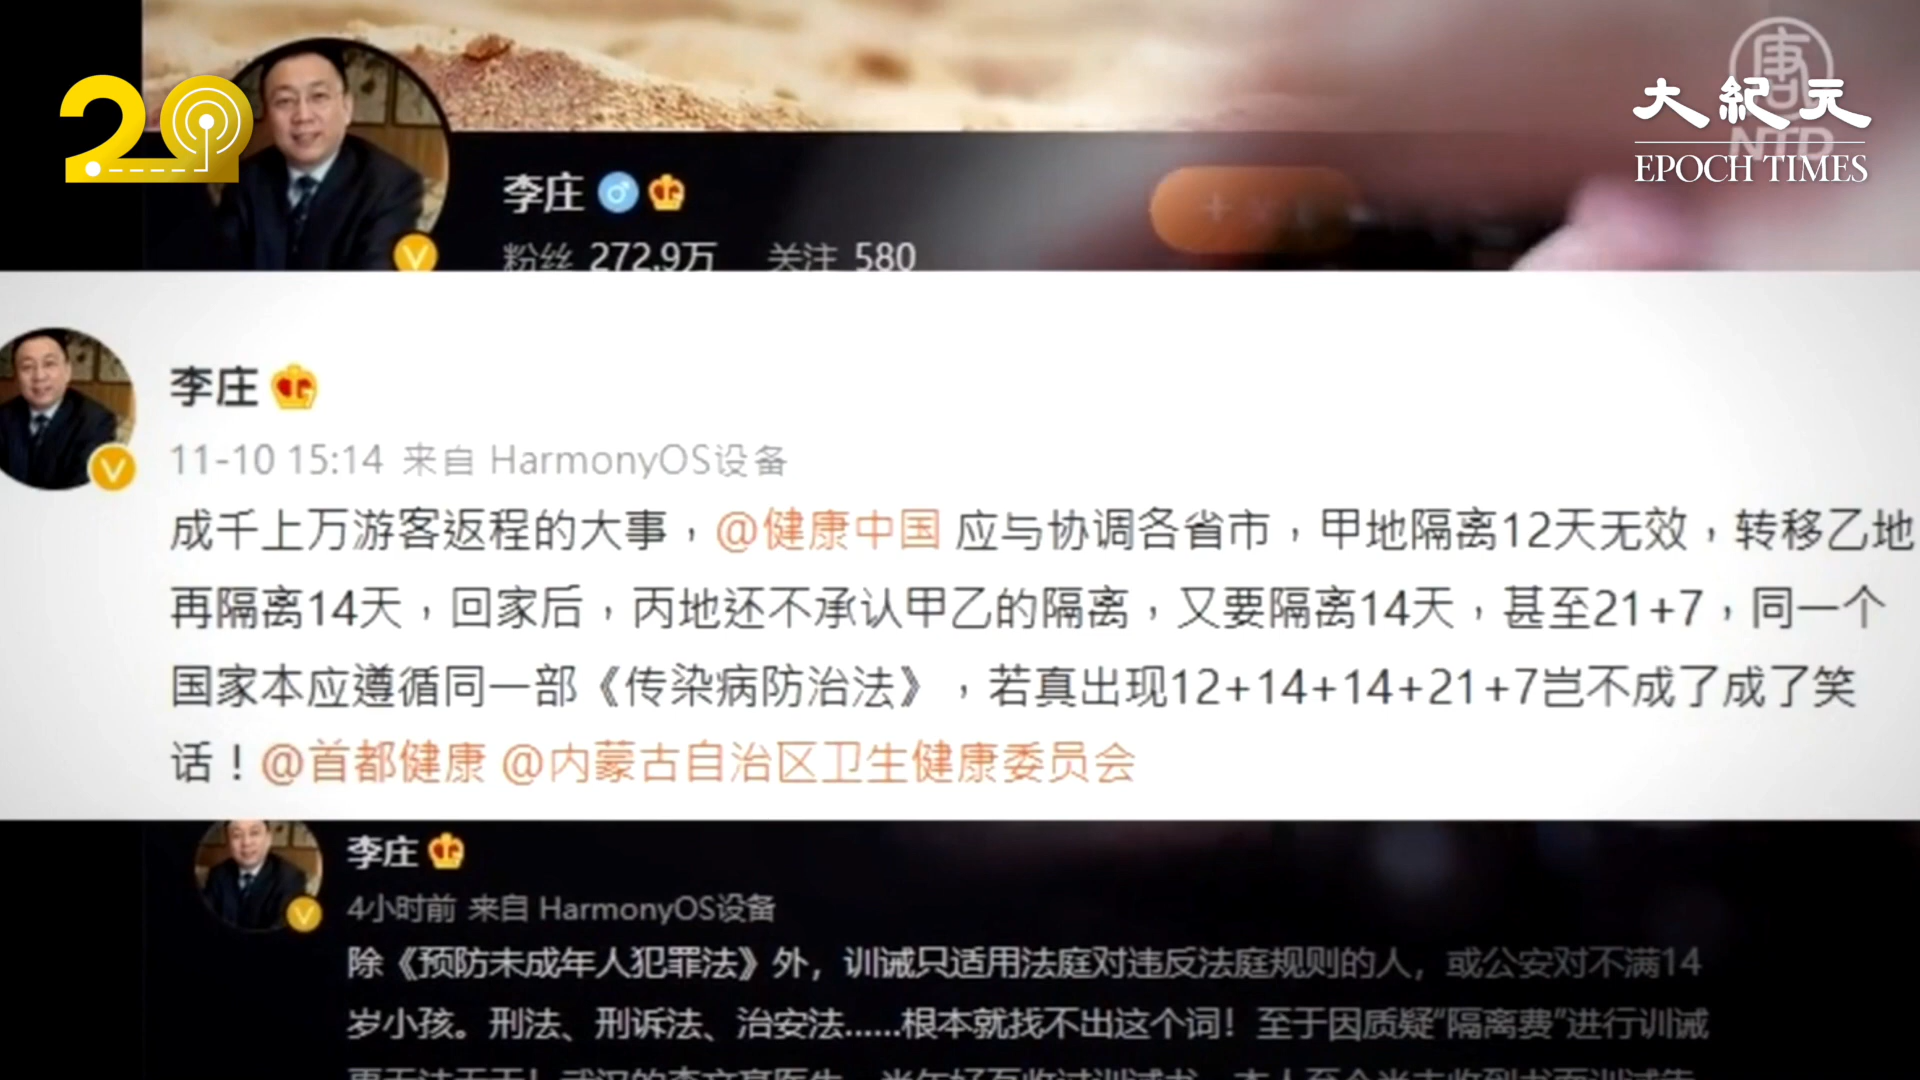 20
唐
NTD
大紀元
EPOCH TIMES
李庄
粉丝 272.9万 关注 580
李庄
11-10 15:14 来自 HarmonyOS设备
成千上万游客返程的大事，@健康中国 应与协调各省市，甲地隔离12天无效，转移乙地
再隔离14天，回家后，丙地还不承认甲乙的隔离，又要隔离14天，甚至21+7，同一个
国家本应遵循同一部《传染病防治法》，若真出现12+14+14+21+7岂不成了成了笑
话！@首都健康 @内蒙古自治区卫生健康委员会
李庄
4小时前 来自 HarmonyOS设备
除《预防未成年人犯罪法》外，训诫只适用法庭对违反法庭规则的人，或公安对不满14
岁小孩。刑法、刑诉法、治安法......根本就找不出这个词！至于因质疑“隔离费”进行训诫